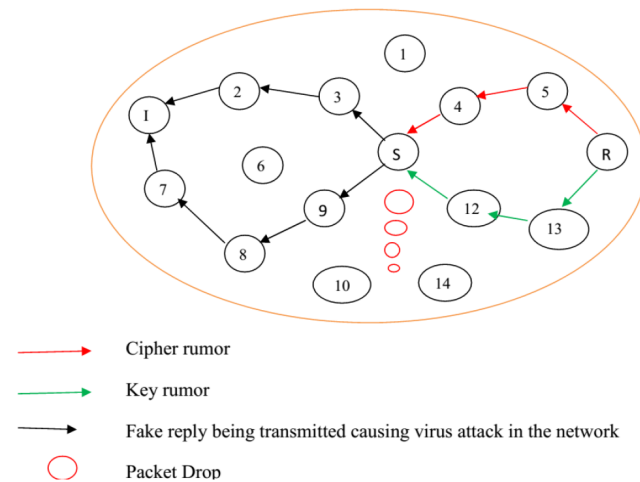 1
2
3
4
5
I
S
R
6
7
9
12
13
8
10
14
Cipher rumor
Key rumor
Fake reply being transmitted causing virus attack in the network
Packet Drop